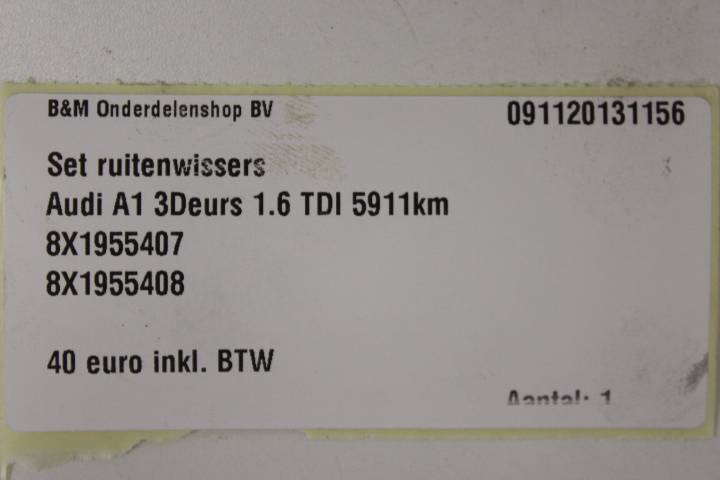 B&M Onderdelenshop BV 091120131156
Set ruitenwissers
Audi A1 3Deurs 1.6 TDI 5911km
8X1955407
8X1955408
40 euro inkl. BTW
Aantal: 1